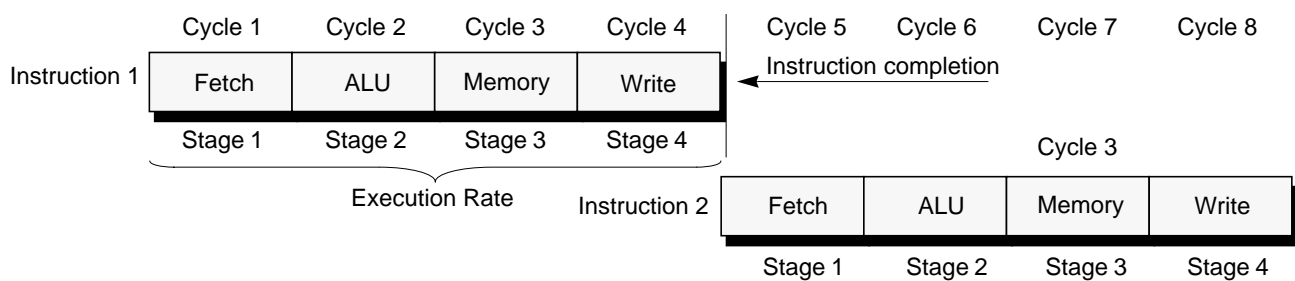 Cycle 1 Cycle 2 Cycle 3 Cycle 4 Cycle 5 Cycle 6 Cycle 7 Cycle 8
Instruction 1 Fetch ALU Memory Write Instruction completion
Stage 1 Stage 2 Stage 3 Stage 4
Cycle 3
Execution Rate
Instruction 2 Fetch ALU Memory Write
Stage 1 Stage 2 Stage 3 Stage 4